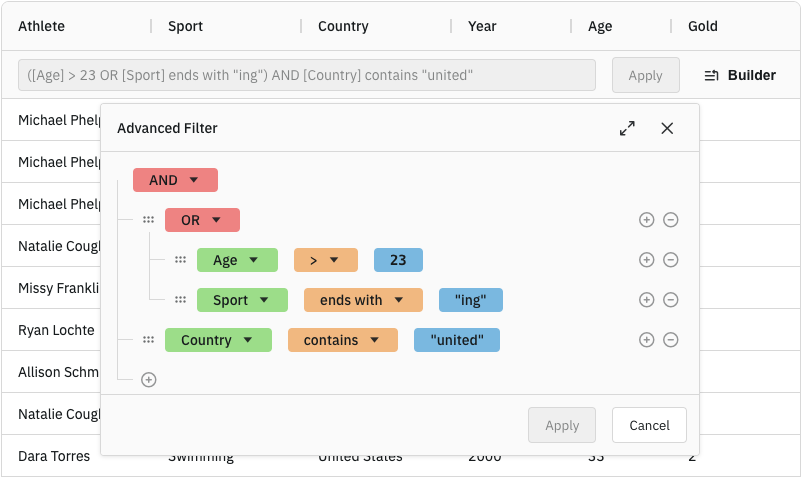 Athlete Sport Country Year Age Gold
([Age] > 23 OR [Sport] ends with "ing") AND [Country] contains "united" Apply Builder
Michael Phelp
Advanced Filter
Michael Phelp
AND
Michael Phelp
OR
Natalie Cougl
Age > 23
Missy Frankli
Sport ends with "ing"
Ryan Lochte
Country contains "united"
Allison Schm
Natalie Cougl
Apply Cancel
Dara Torres Swimming United States 2000 33 2